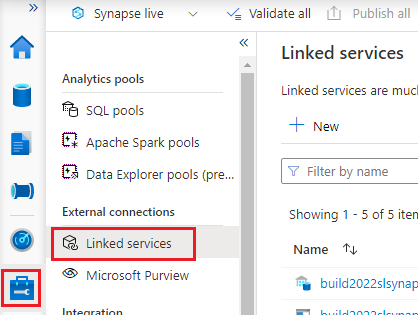 Synapse live
Validate all
Publish all
Analytics pools
SQL pools
Apache Spark pools
Data Explorer pools (pre...
External connections
Linked services
Microsoft Purview
Integration
Linked services
Linked services are muc
New
Filter by name
Showing 1 - 5 of 5 item
Name
build2022slsynap
build2022slsynap